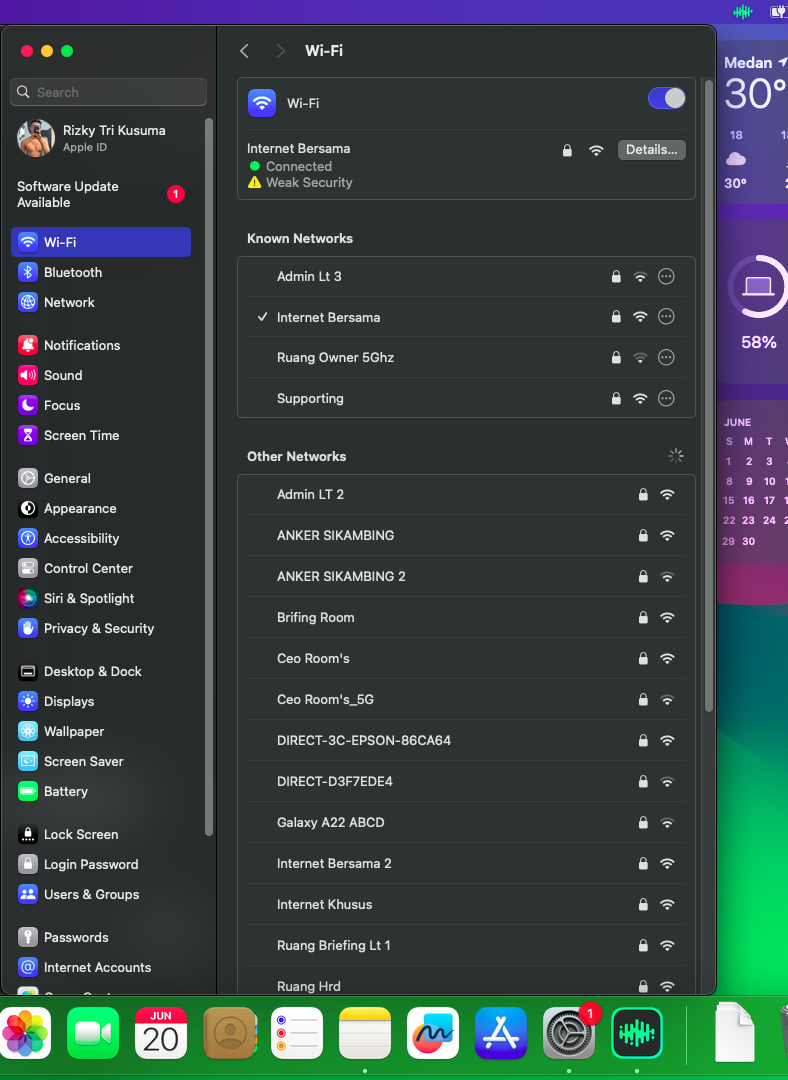 Wi-Fi
Search
Rizky Tri Kusuma
Apple ID
Software Update
Available
1
Wi-Fi
Bluetooth
Network
Notifications
Sound
Focus
Screen Time
General
Appearance
Accessibility
Control Center
Siri & Spotlight
Privacy & Security
Desktop & Dock
Displays
Wallpaper
Screen Saver
Battery
Lock Screen
Login Password
Users & Groups
Passwords
Internet Accounts
Wi-Fi
Internet Bersama
Details...
Connected
Weak Security
Known Networks
Admin Lt 3
Internet Bersama
Ruang Owner 5Ghz
Supporting
Other Networks
Admin LT 2
ANKER SIKAMBING
ANKER SIKAMBING 2
Brifing Room
Ceo Room's
Ceo Room's_5G
DIRECT-3C-EPSON-86CA64
DIRECT-D3F7EDE4
Galaxy A22 ABCD
Internet Bersama 2
Internet Khusus
Ruang Briefing Lt 1
Ruang Hrd
Medan
30°
18
30°
58%
JUNE
S M T
1 2 3
8 9 10
15 16 17
22 23 24
29 30
JUN
20
1